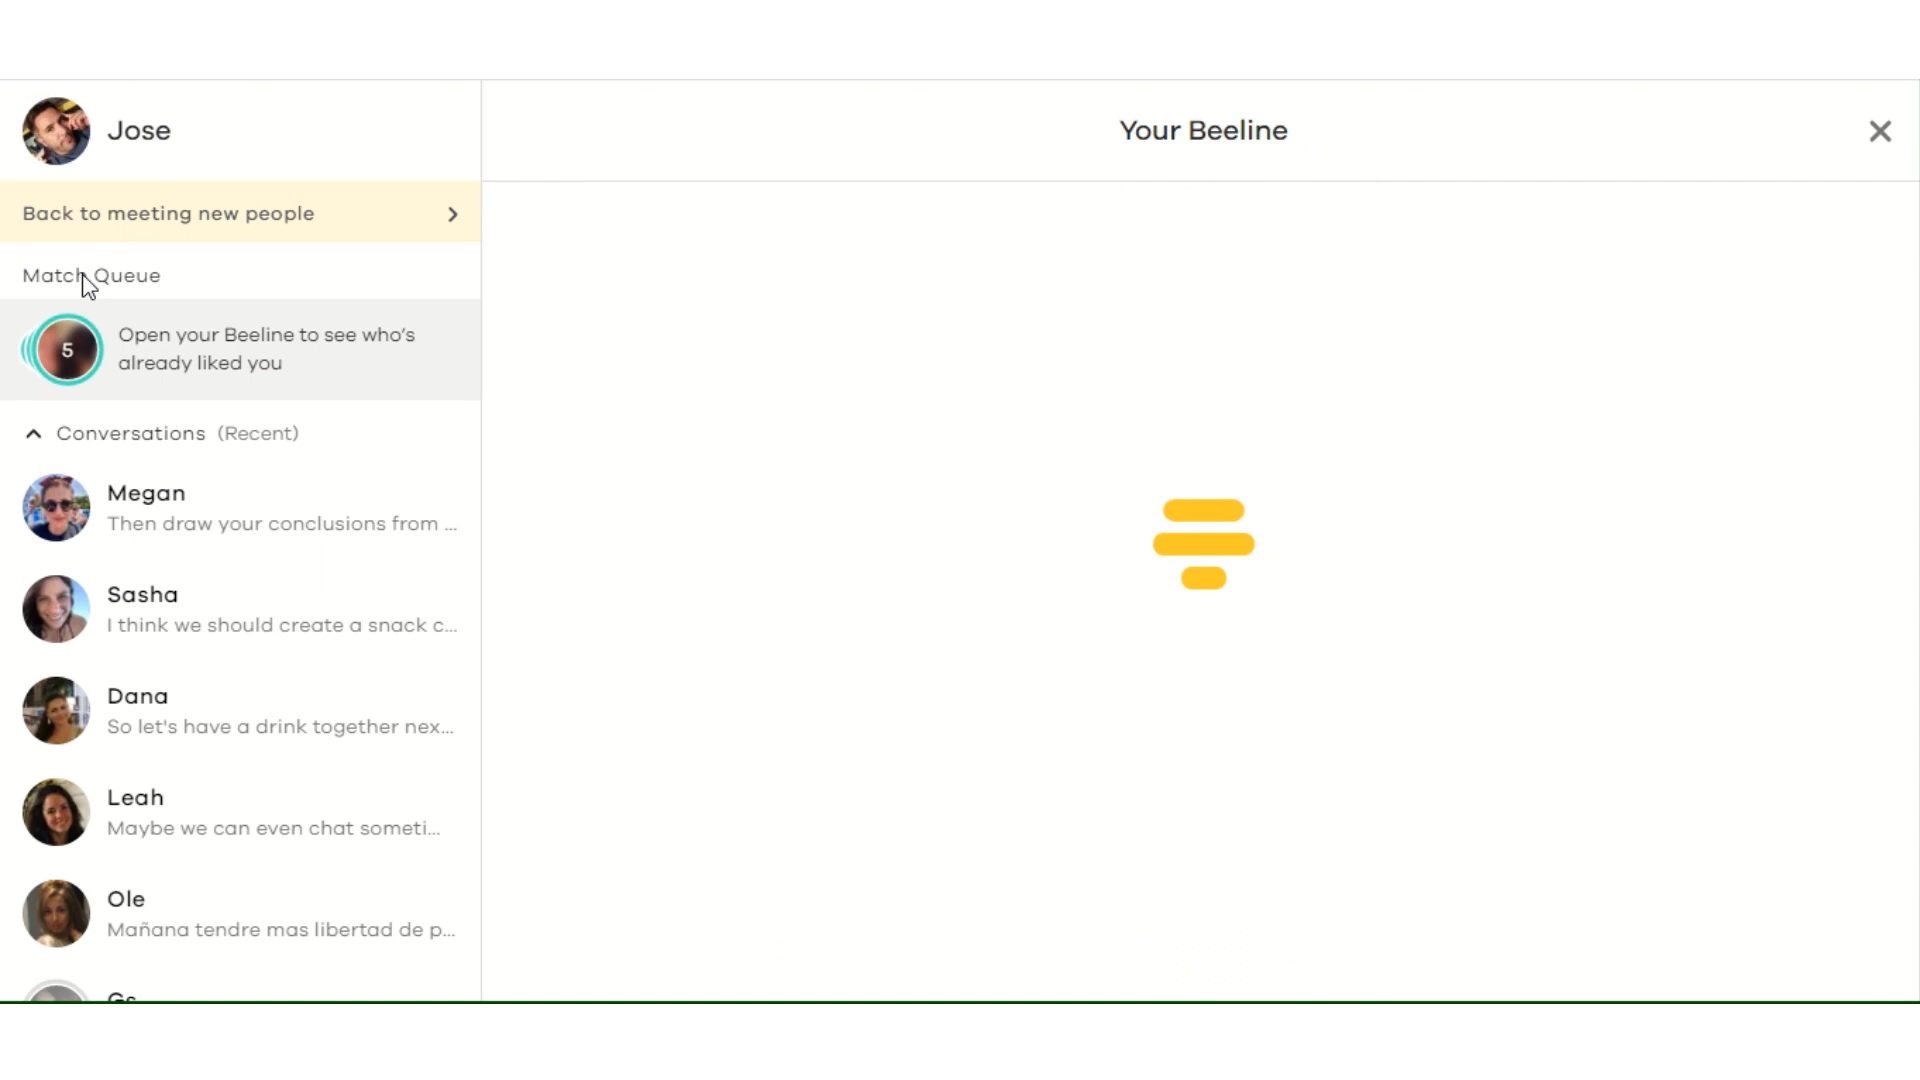 Jose
Your Beeline
Back to meeting new people
Match Queue
5
Open your Beeline to see who's
already liked you
Conversations (Recent)
Megan
Then draw your conclusions from ...
Sasha
I think we should create a snack c...
Dana
So let's have a drink together nex...
Leah
Maybe we can even chat someti...
Ole
Mañana tendre mas libertad de p...